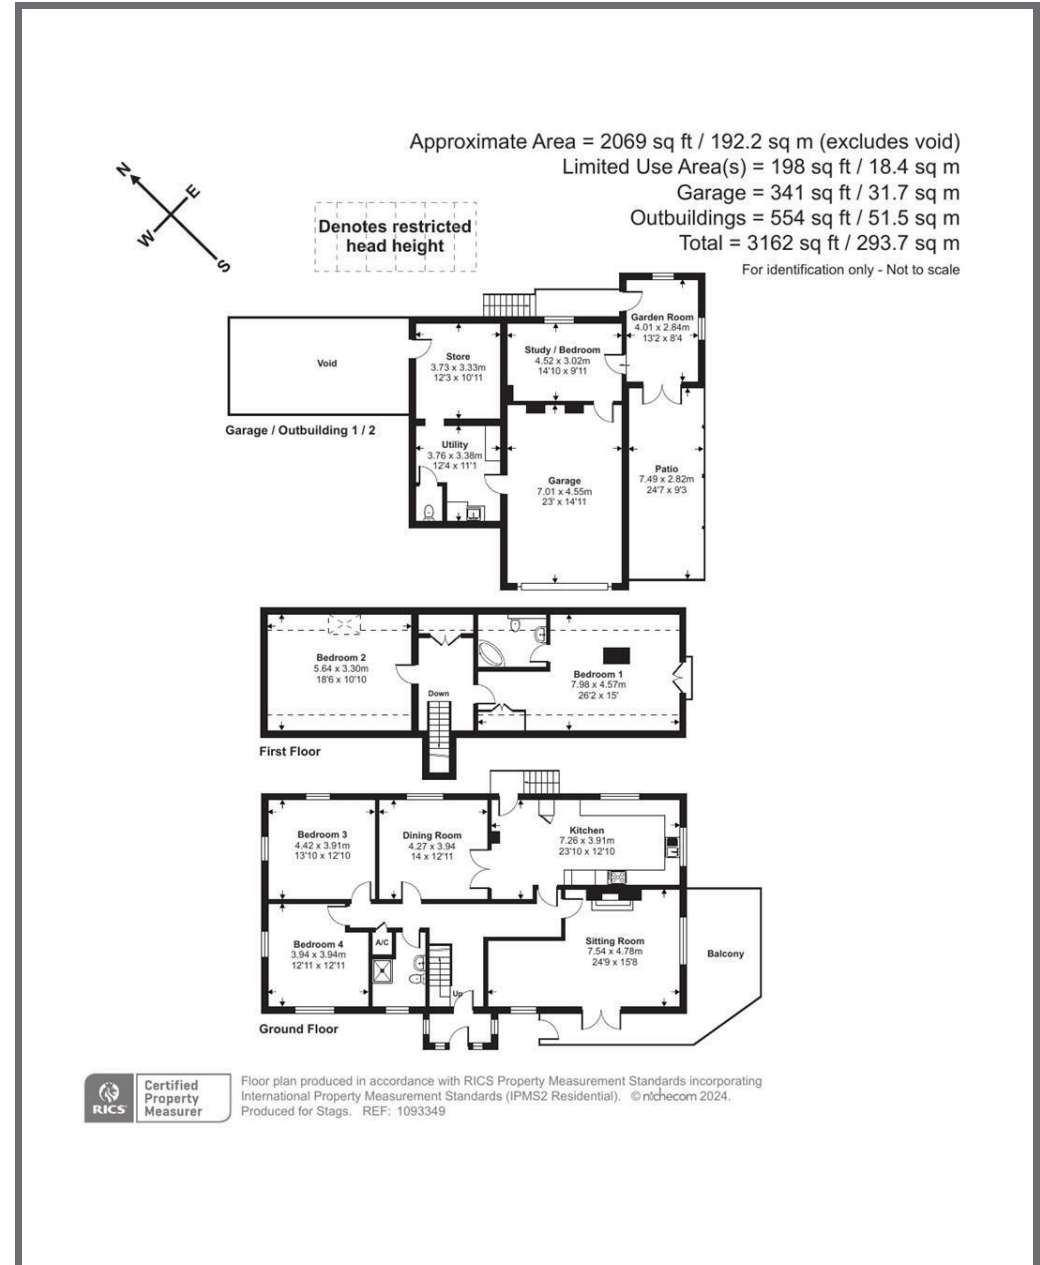 Approximate Area = 2069 sq ft / 192.2 sq m (excludes void)
Limited Use Area(s) = 198 sq ft / 18.4 sq m
Garage = 341 sq ft / 31.7 sq m
Outbuildings = 554 sq ft / 51.5 sq m
Total = 3162 sq ft / 293.7 sq m
For identification only - Not to scale
N
E
W
S
Denotes restricted
head height
Garden Room
4.01 x 2.84m
13'2 x 8'4
Void
Store
3.73 x 3.33m
12'3 x 10'11
Study / Bedroom
4.52 x 3.02m
14'10 x 9'11
Garage / Outbuilding 1 / 2
Utility
3.76 x 3.38m
12'4 x 11'1
Garage
7.01 x 4.55m
23' x 14'11
Patio
7.49 x 2.82m
24'7 x 9'3
Bedroom 2
5.64 x 3.30m
18'6 x 10'10
Down
Bedroom 1
7.98 x 4.57m
26'2 x 15'
First Floor
Bedroom 3
4.42 x 3.91m
13'10 x 12'10
Dining Room
4.27 x 3.94
14 x 12'11
Kitchen
7.26 x 3.91m
23'10 x 12'10
Bedroom 4
3.94 x 3.94m
12'11 x 12'11
A/C
Up
Sitting Room
7.54 x 4.78m
24'9 x 15'8
Balcony
Ground Floor
RICS
Certified
Property
Measurer
Floor plan produced in accordance with RICS Property Measurement Standards incorporating
International Property Measurement Standards (IPMS2 Residential). © nichecom 2024.
Produced for Stags. REF: 1093349